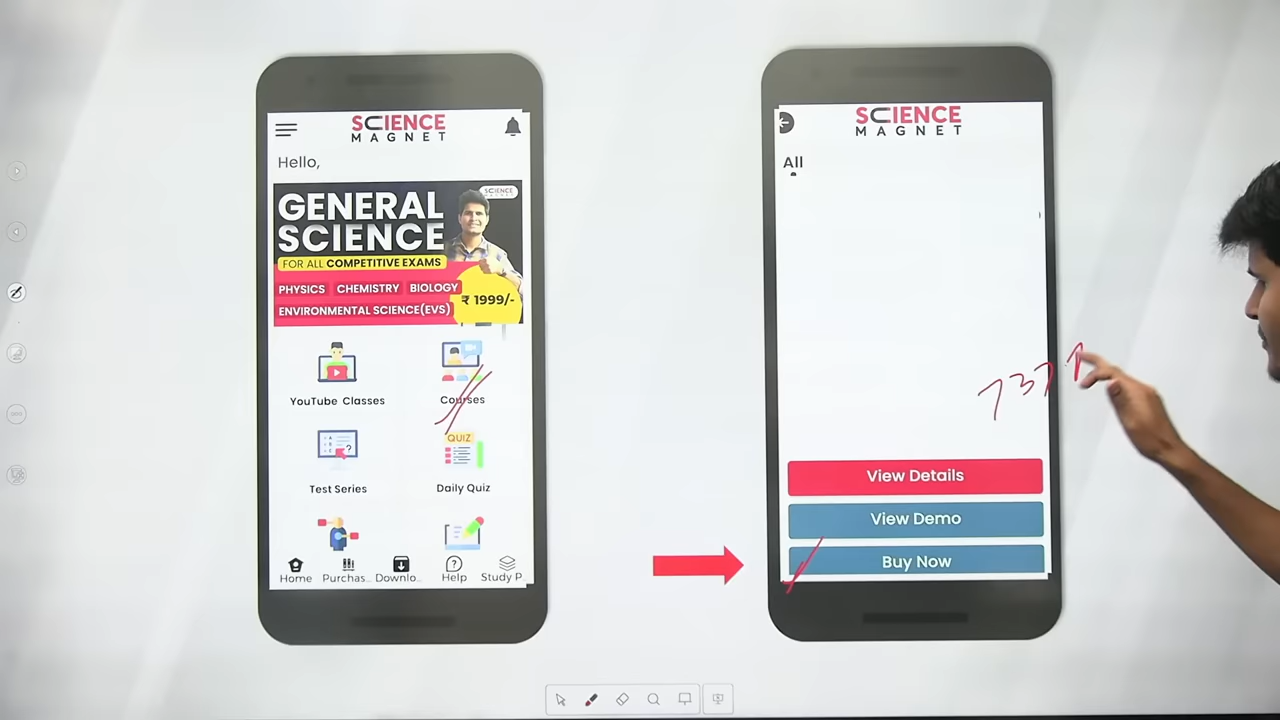 SCIENCE
MAGNET
Hello,
SCIENCE
GENERAL
SCIENCE
FOR ALL COMPETITIVE EXAMS
PHYSICS CHEMISTRY BIOLOGY
ENVIRONMENTAL SCIENCE(EVS)
₹ 1999/-
YouTube Classes
Courses
Test Series
QUIZ
Daily Quiz
Home
Purchas...
Downlo...
Help
Study P...
SCIENCE
MAGNET
All
737
View Details
View Demo
Buy Now